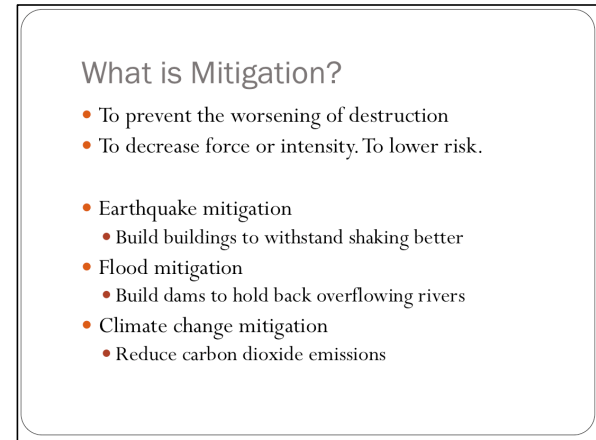 What is Mitigation?
• To prevent the worsening of destruction
• To decrease force or intensity. To lower risk.
• Earthquake mitigation
• Build buildings to withstand shaking better
• Flood mitigation
• Build dams to hold back overflowing rivers
• Climate change mitigation
• Reduce carbon dioxide emissions